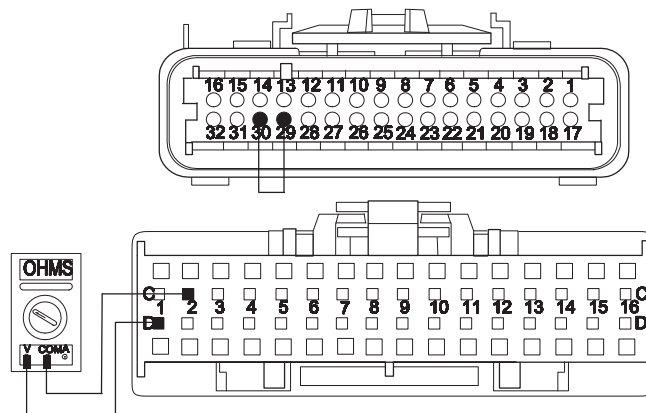 16 15 14 13 12 11 10 9 8 7 6 5 4 3 2 1
32 31 30 29 28 27 26 25 24 23 22 21 20 19 18 17
OHMS
V COMA
C C
1 2 3 4 5 6 7 8 9 10 11 12 13 14 15 16
D D